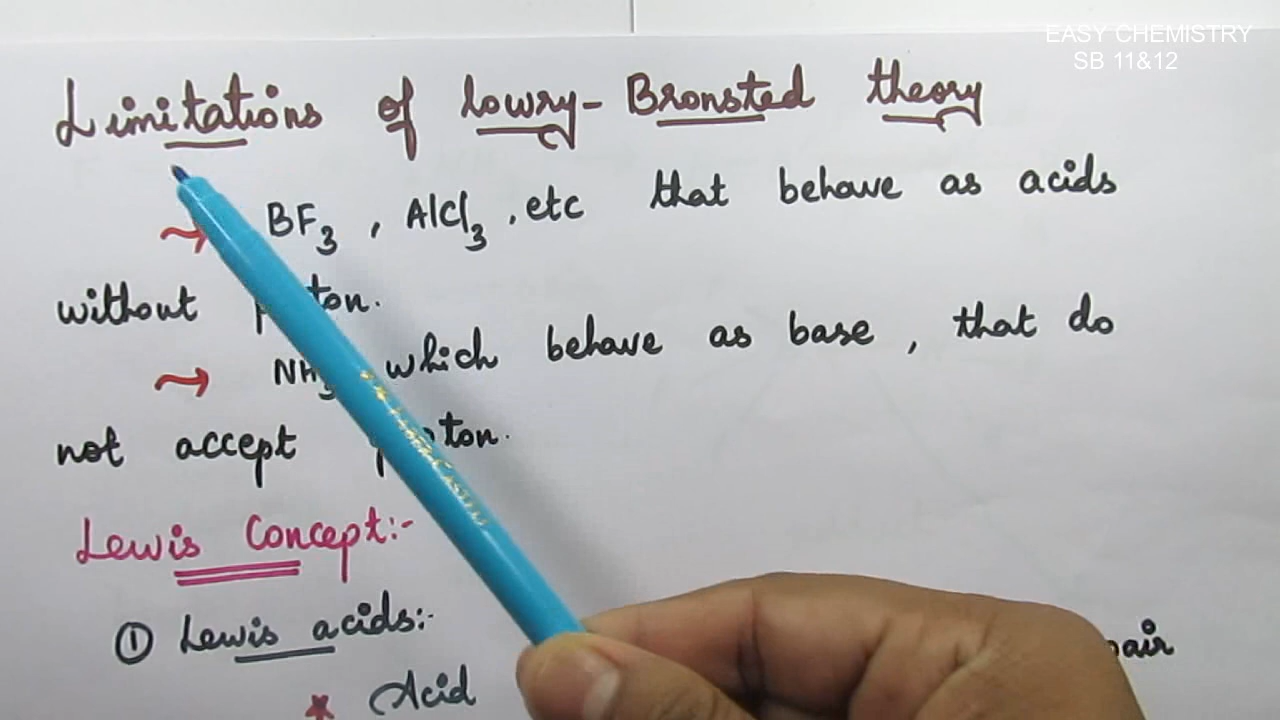 EASY CHEMISTRY
SB 11&12
Limitations of Lowry-Bronsted theory
→ BF3, AlCl3, etc that behave as acids
without
→ NH3 which behave as base, that do
not accept
Lewis Concept:-
① Lewis acids:-
* Acid